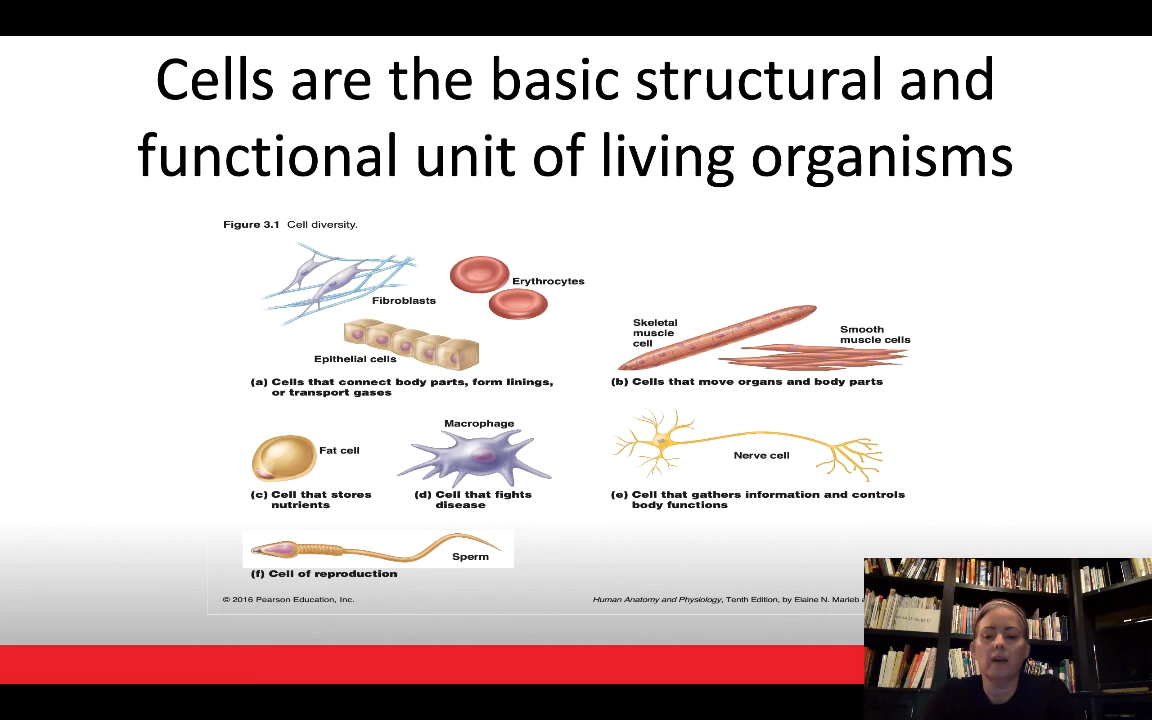 Cells are the basic structural and
functional unit of living organisms
Figure 3.1 Cell diversity.
Fibroblasts
Erythrocytes
Epithelial cells
(a) Cells that connect body parts, form linings,
or transport gases
Skeletal
muscle
cell
Smooth
muscle cells
(b) Cells that move organs and body parts
Fat cell
(c) Cell that stores
nutrients
Macrophage
(d) Cell that fights
disease
Nerve cell
(e) Cell that gathers information and controls
body functions
Sperm
(f) Cell of reproduction
© 2016 Pearson Education, Inc.
Human Anatomy and Physiology, Tenth Edition, by Elaine N. Marieb